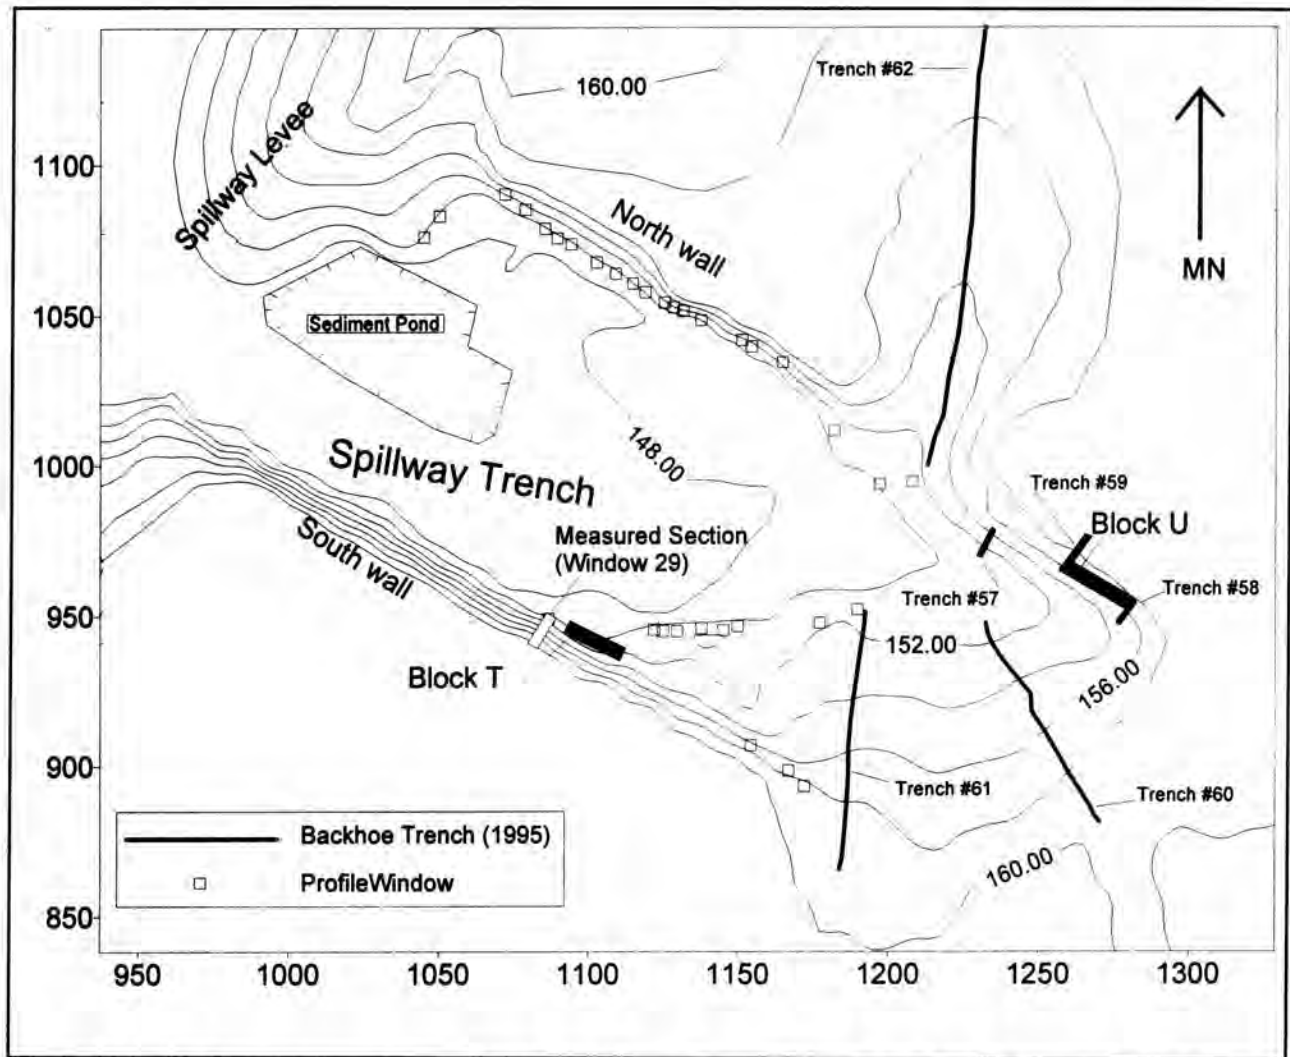 160.00
Trench #62
1100
Spillway Levee
North wall
MN
1050
Sediment Pond
148.00
1000
Spillway Trench
Trench #59
Block U
Measured Section
(Window 29)
South wall
950
Trench #57
Trench #58
152.00
Block T
156.00
900
Trench #61
Trench #60
Backhoe Trench (1995)
160.00
ProfileWindow
850
950
1000
1050
1100
1150
1200
1250
1300